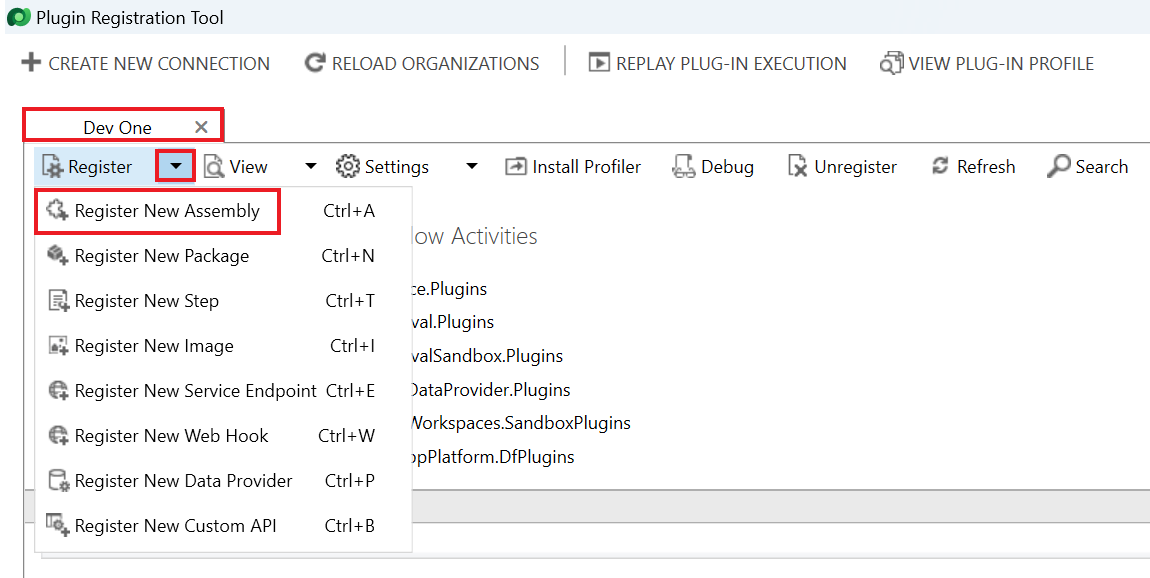 Plugin Registration Tool
CREATE NEW CONNECTION RELOAD ORGANIZATIONS REPLAY PLUG-IN EXECUTION VIEW PLUG-IN PROFILE
Dev One
Register View Settings Install Profiler Debug Unregister Refresh Search
Register New Assembly Ctrl+A
Activities
Register New Package Ctrl+N
ce.Plugins
Register New Step Ctrl+T
val.Plugins
Register New Image Ctrl+I
valSandbox.Plugins
Register New Service Endpoint Ctrl+E
DataProvider.Plugins
Register New Web Hook Ctrl+W
Workspaces.SandboxPlugins
ppPlatform.DfPlugins
Register New Data Provider Ctrl+P
Register New Custom API Ctrl+B